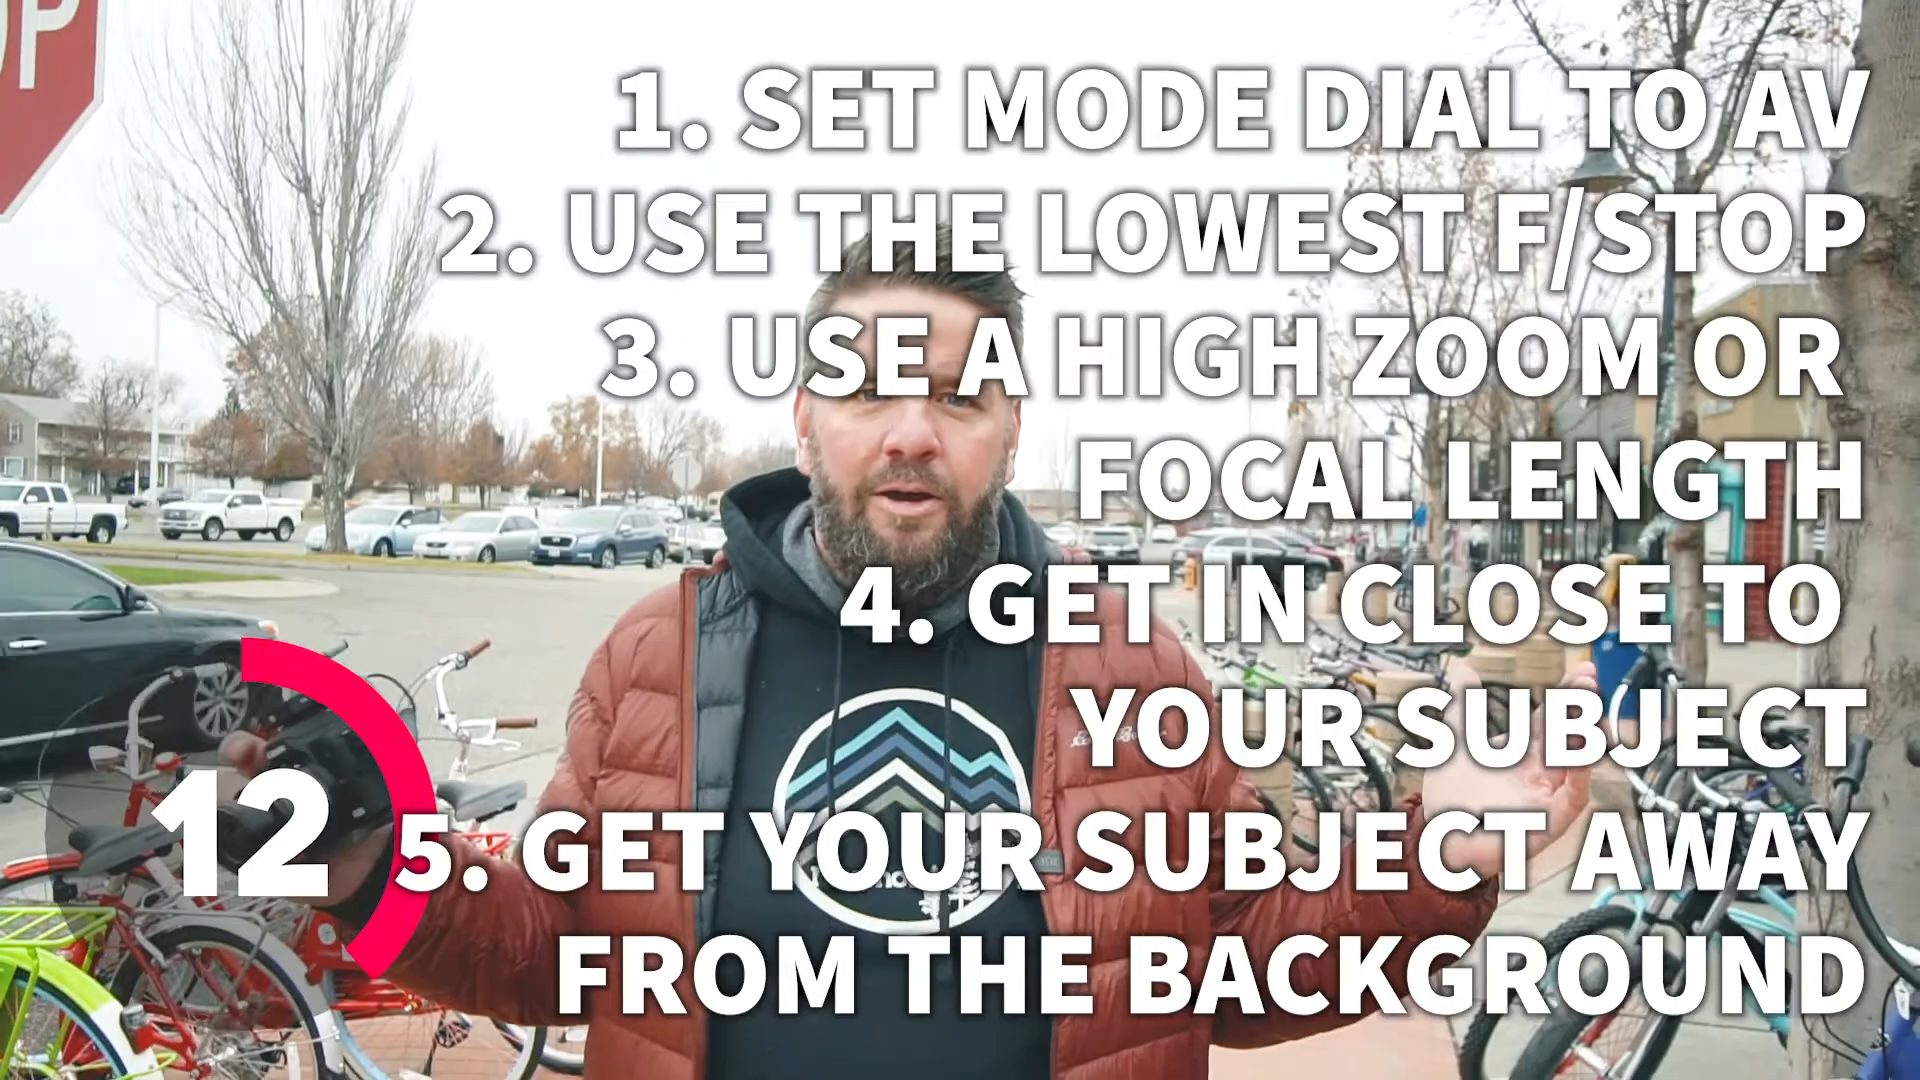 OP
1. SET MODE DIAL TO AV
2. USE THE LOWEST F/STOP
3. USE A HIGH ZOOM OR
FOCAL LENGTH
4. GET IN CLOSE TO
YOUR SUBJECT
12
5. GET YOUR SUBJECT AWAY
FROM THE BACKGROUND